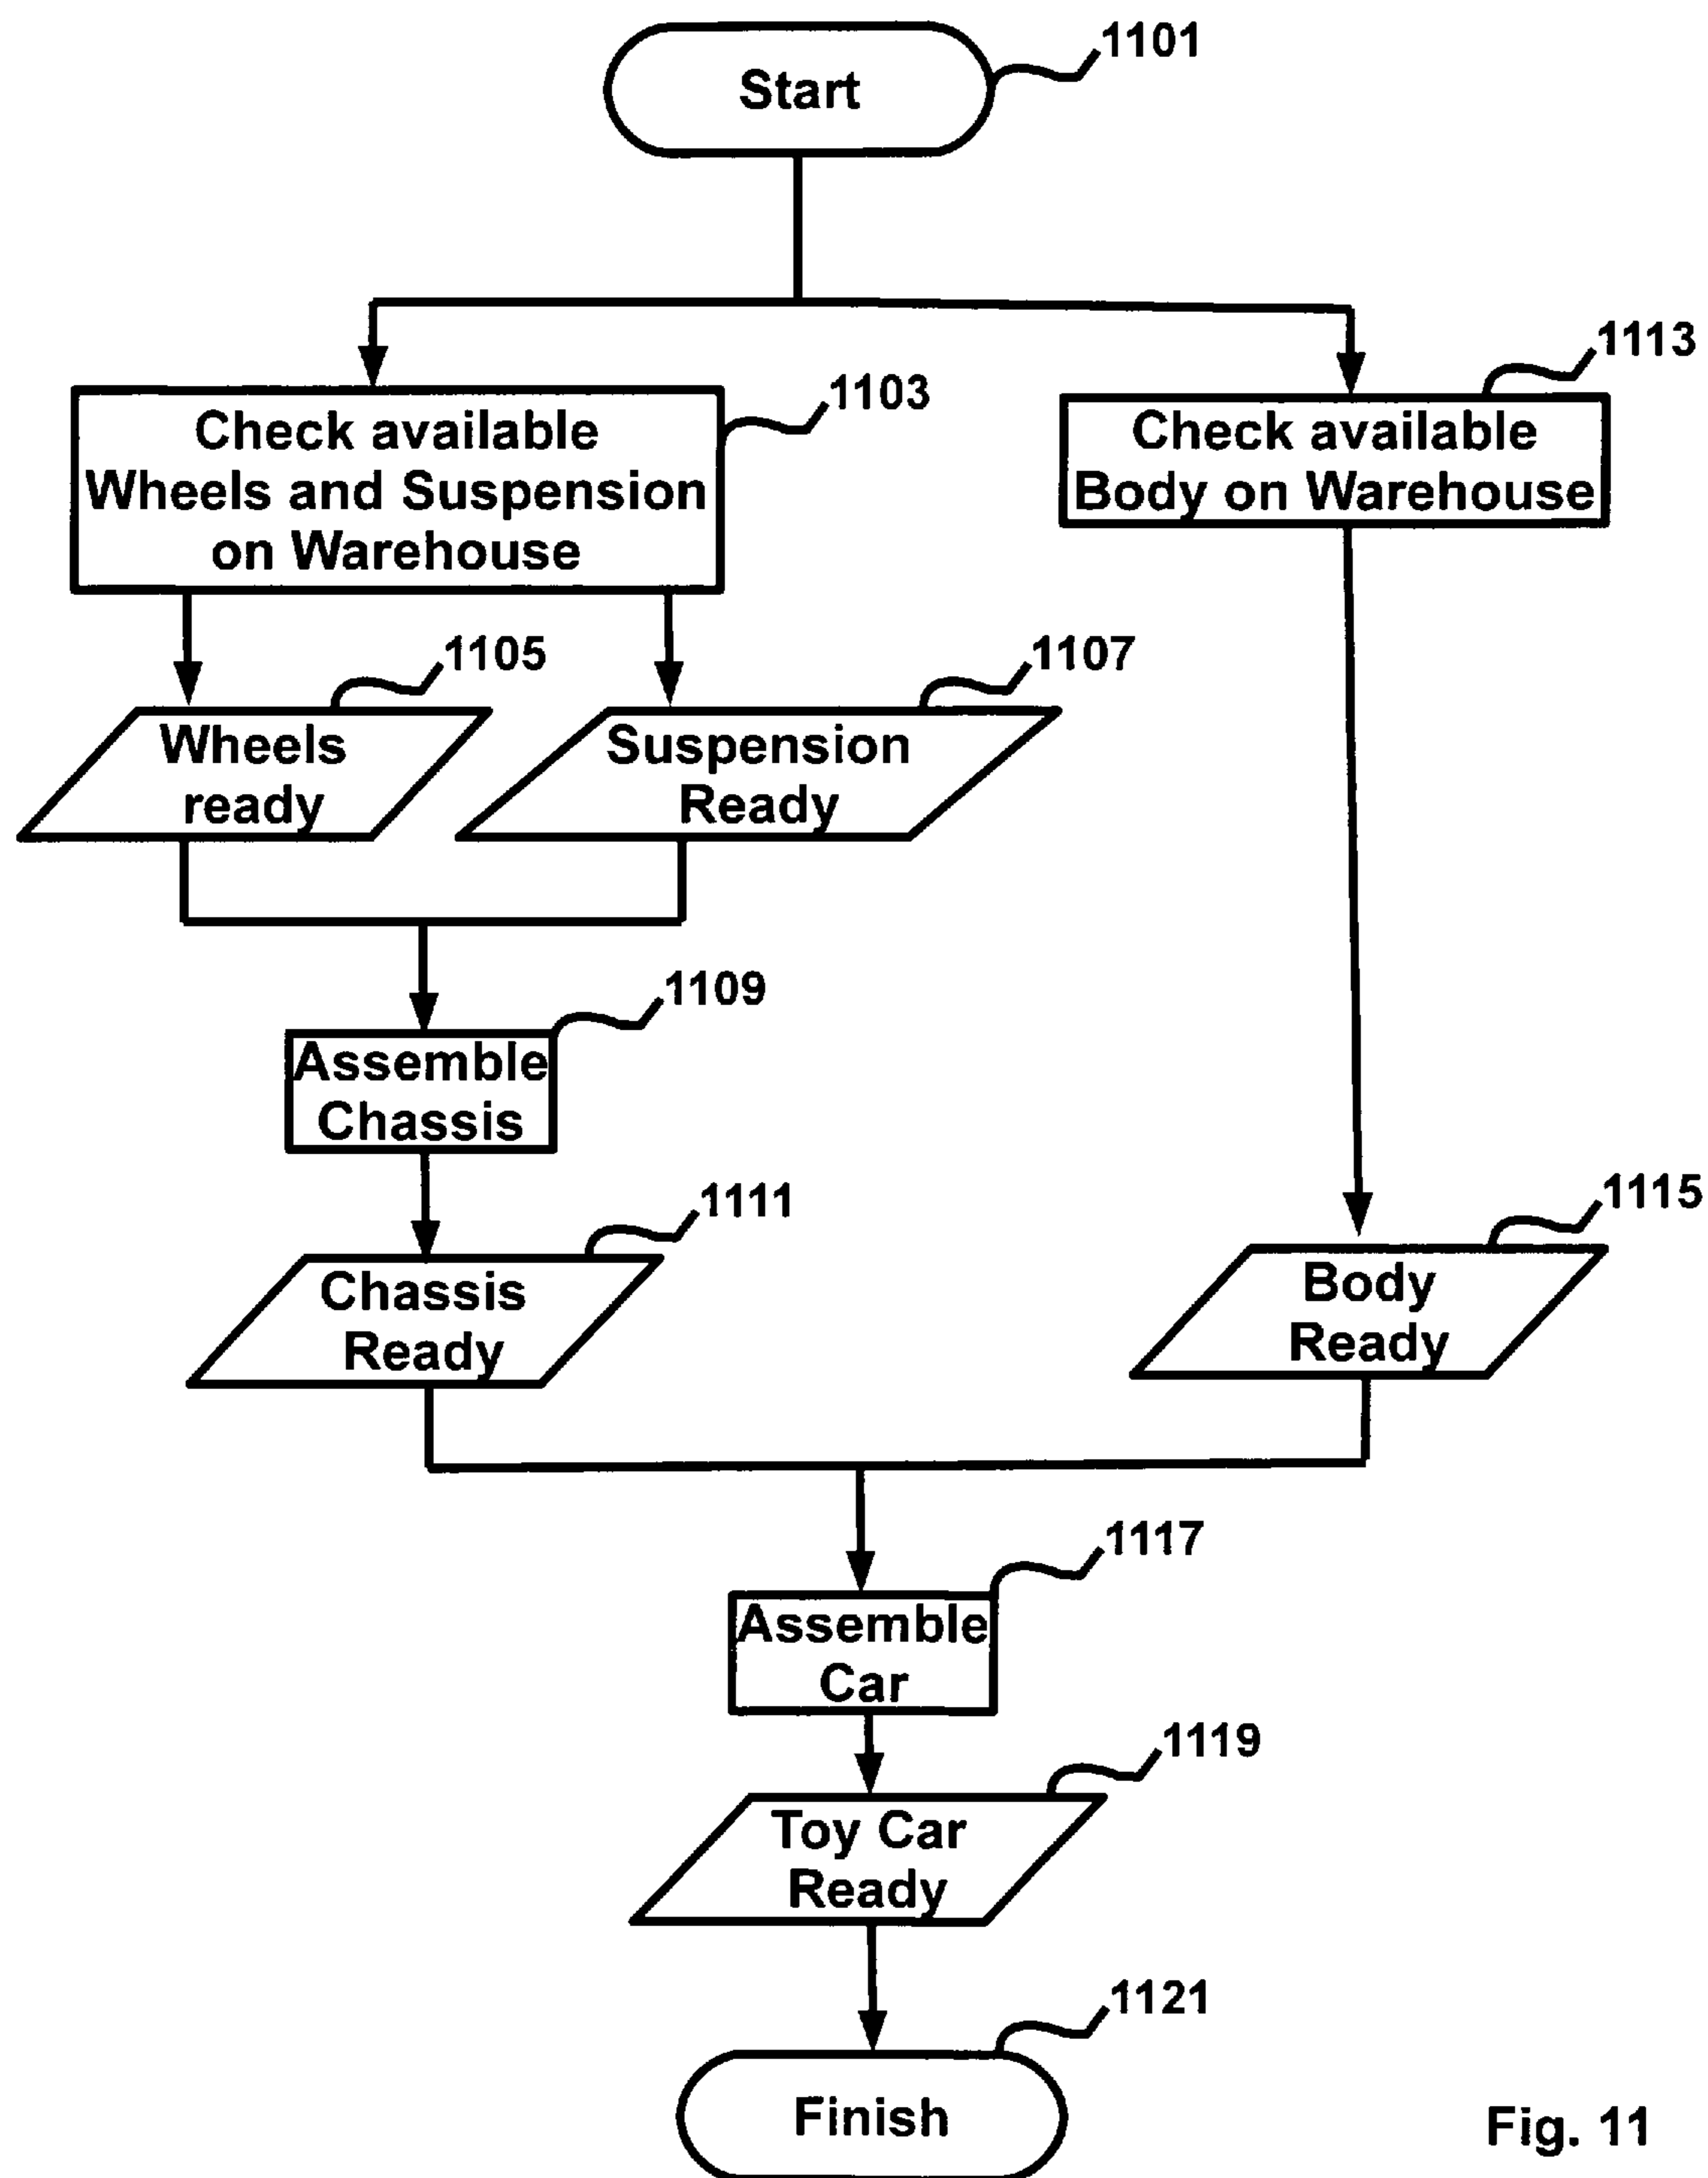 1101
Start
1113
1103
Check available
Wheels and Suspension
on Warehouse
Check available
Body on Warehouse
1105
1107
Wheels
ready
Suspension
Ready
1109
Assemble
Chassis
1111
1115
Chassis
Ready
Body
Ready
1117
Assemble
Car
1119
Toy Car
Ready
1121
Finish
Fig. 11